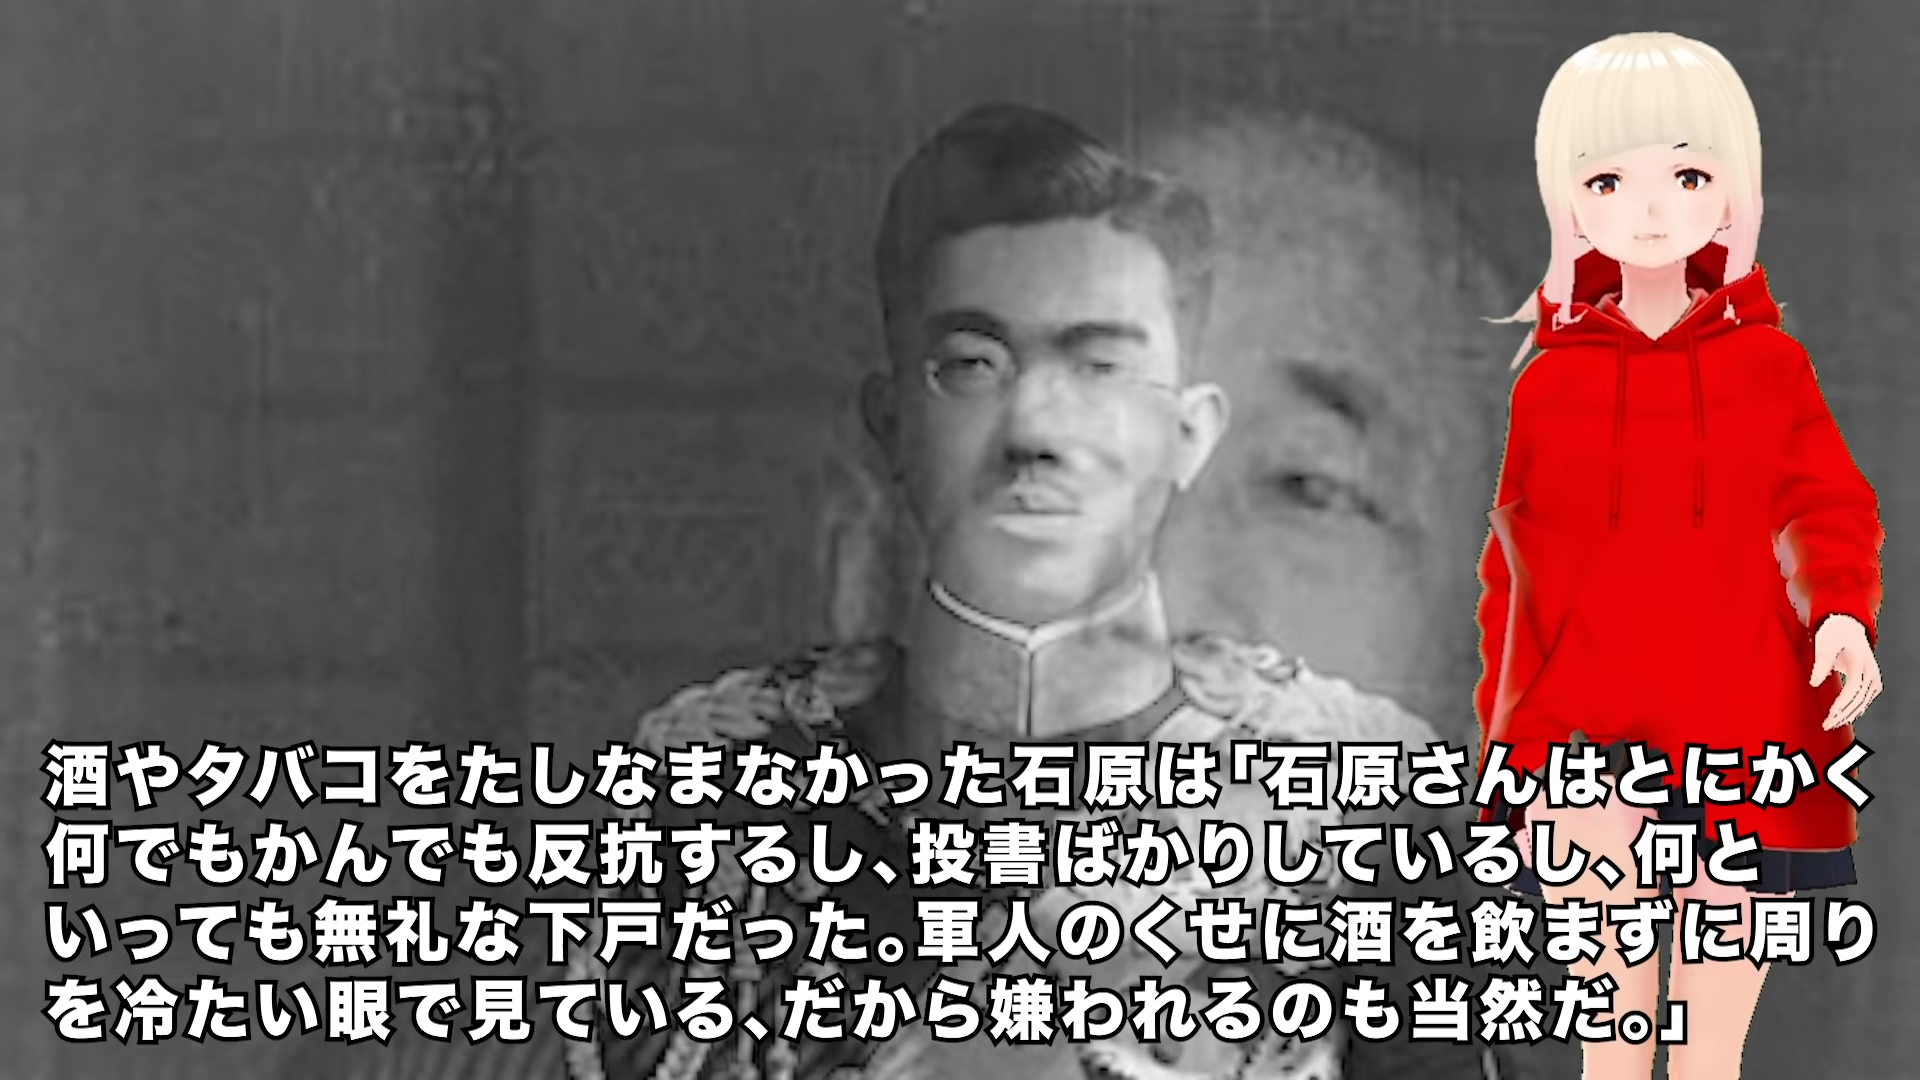 酒やタバコをたしなまなかった石原は「石原さんはとにかく
何でもかんでも反抗するし、投書ばかりしているし、何と
いっても無礼な下戸だった。軍人のくせに酒を飲まずに周り
を冷たい眼で見ている、だから嫌われるのも当然だ。」